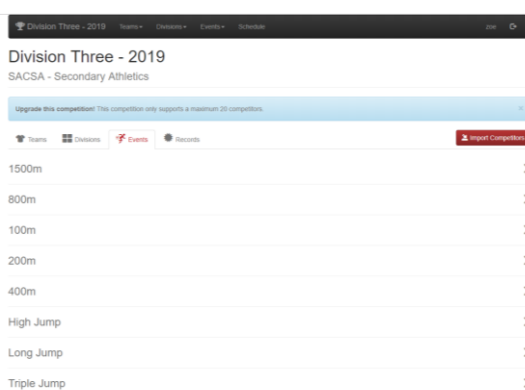 Division Three - 2019 Teams Divisions Events Schedule zoe
Division Three - 2019
SACSA - Secondary Athletics
Upgrade this competition! This competition only supports a maximum 20 competitors.
Teams Divisions Events Records Import Competitors
1500m
800m
100m
200m
400m
High Jump
Long Jump
Triple Jump